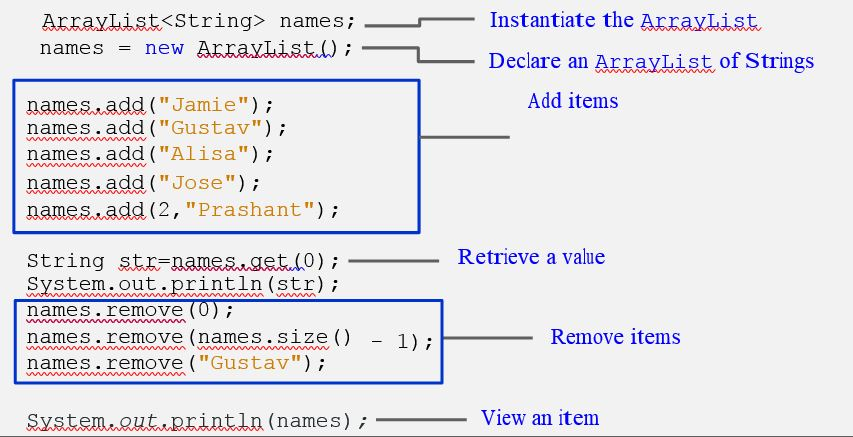 ArrayList<String> names; Instantiate the ArrayList
names = new ArrayList(); Declare an ArrayList of Strings
Add items
names.add("Jamie");
names.add("Gustav");
names.add("Alisa");
names.add("Jose");
names.add(2,"Prashant");
String str=names.get(0); Retrieve a value
System.out.println(str);
names.remove(0);
names.remove(names.size() - 1); Remove items
names.remove("Gustav");
System.out.println(names); View an item